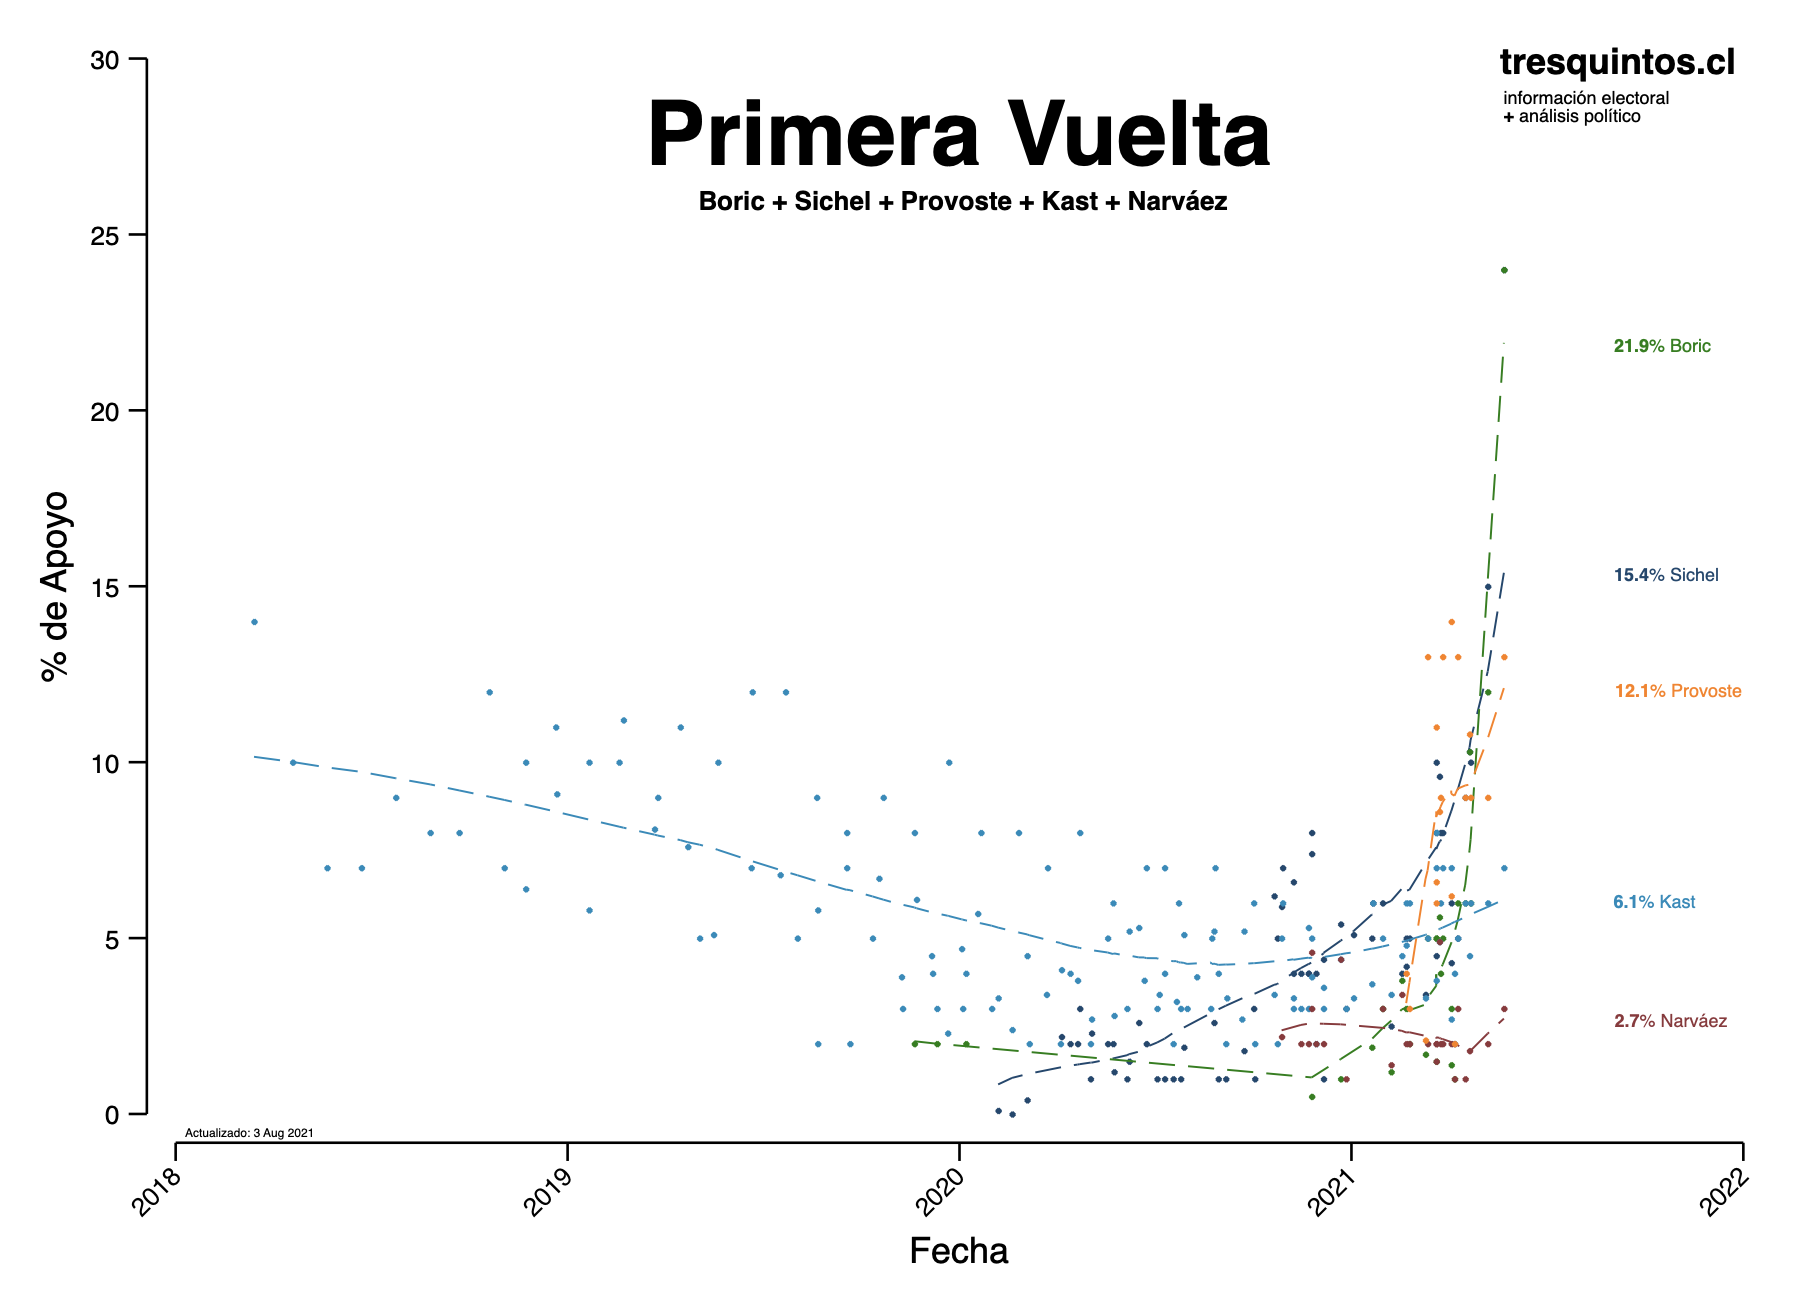 tresquintos.cl
información electoral
+ análisis político
Primera Vuelta
Boric + Sichel + Provoste + Kast + Narváez
% de Apoyo
30
25
20
15
10
5
0
21.9% Boric
15.4% Sichel
12.1% Provoste
6.1% Kast
2.7% Narváez
Actualizado: 3 Aug 2021
2018
2019
2020
2021
2022
Fecha